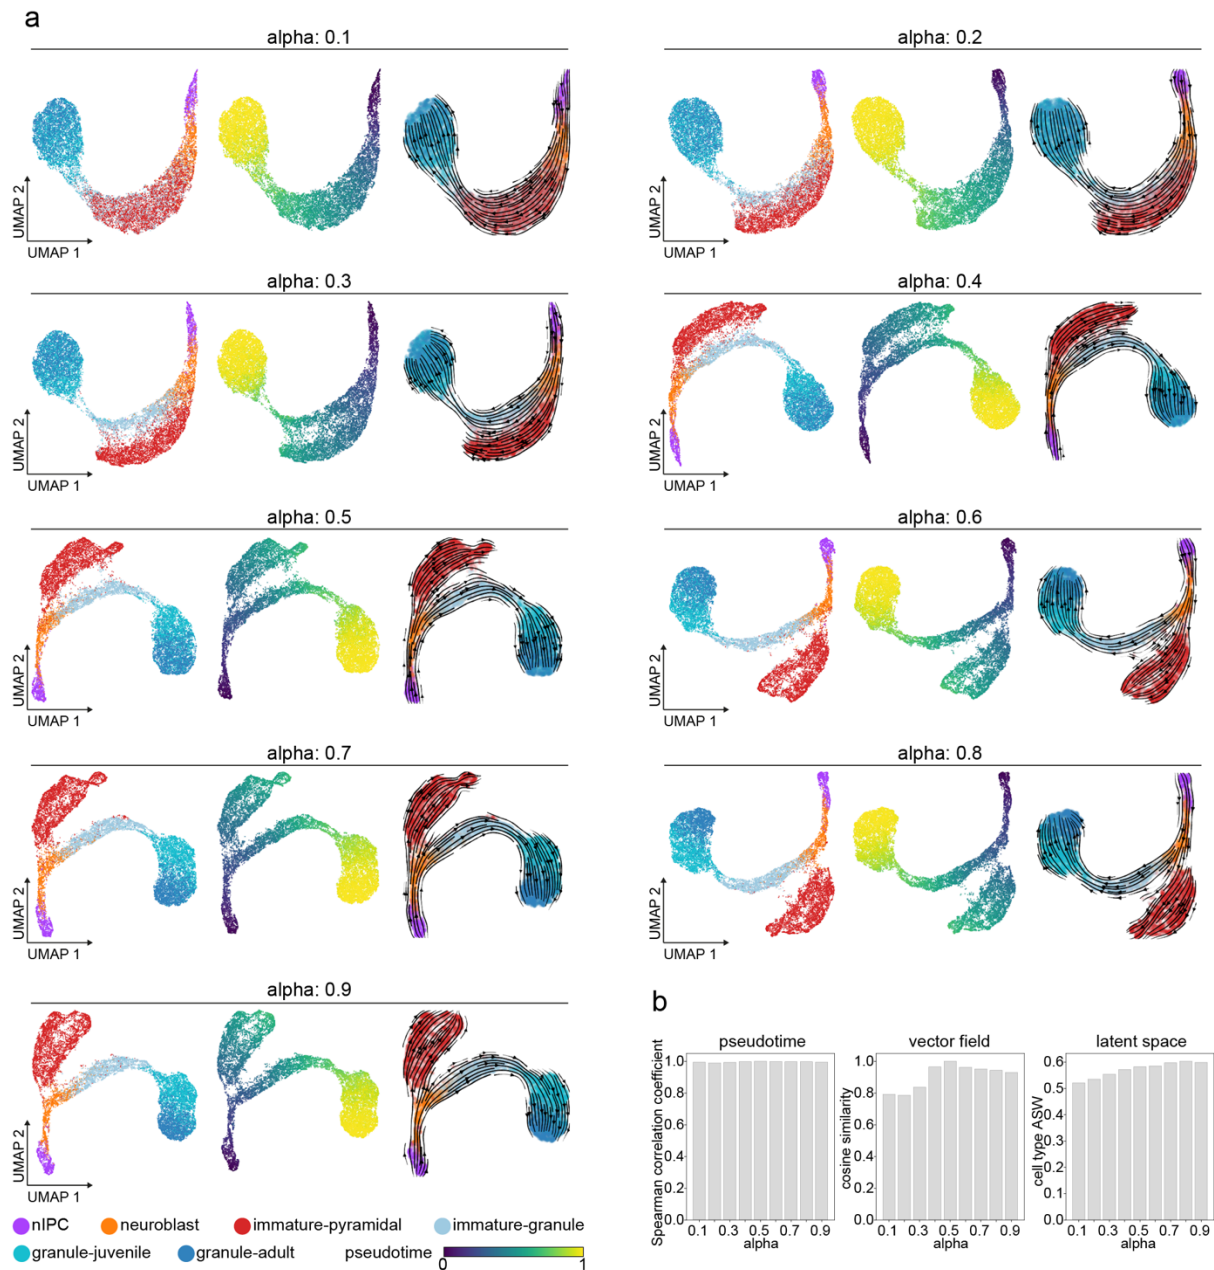 a
alpha: 0.1
alpha: 0.2
UMAP 2
UMAP 1
UMAP 2
UMAP 1
alpha: 0.3
alpha: 0.4
UMAP 2
UMAP 1
UMAP 2
UMAP 1
alpha: 0.5
alpha: 0.6
UMAP 2
UMAP 1
UMAP 2
UMAP 1
alpha: 0.7
alpha: 0.8
UMAP 2
UMAP 1
UMAP 2
UMAP 1
alpha: 0.9
UMAP 2
UMAP 1
nIPC
neuroblast
immature-pyramidal
immature-granule
granule-juvenile
granule-adult
pseudotime
0
1
b
pseudotime
Spearman correlation coefficient
1.0
0.8
0.6
0.4
0.2
0.0
0.1 0.3 0.5 0.7 0.9
alpha
vector field
cosine similarity
1.0
0.8
0.6
0.4
0.2
0.0
0.1 0.3 0.5 0.7 0.9
alpha
latent space
cell type ASW
0.6
0.5
0.4
0.3
0.2
0.1
0.0
0.1 0.3 0.5 0.7 0.9
alpha